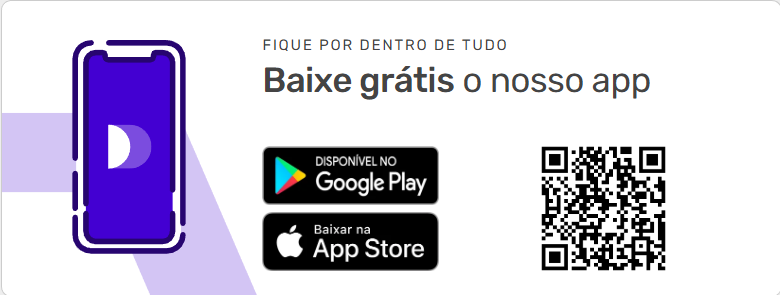 FIQUE POR DENTRO DE TUDO
Baixe grátis o nosso app
DISPONÍVEL NO
Google Play
Baixar na
App Store